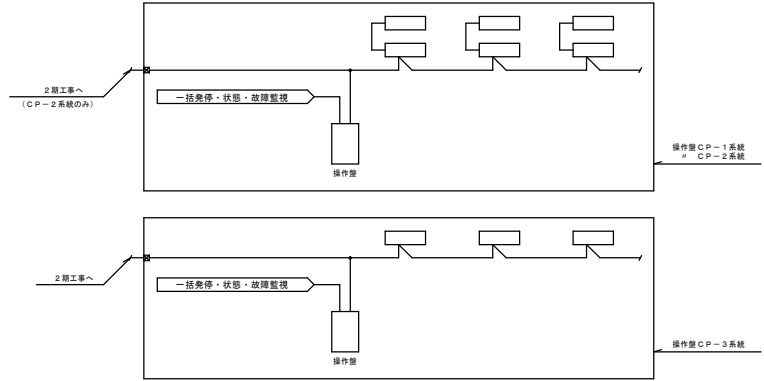 2期工事へ
(CP-2系統のみ)
一括発停・状態・故障監視
操作盤
操作盤CP-1系統
〃 CP-2系統
2期工事へ
一括発停・状態・故障監視
操作盤
操作盤CP-3系統